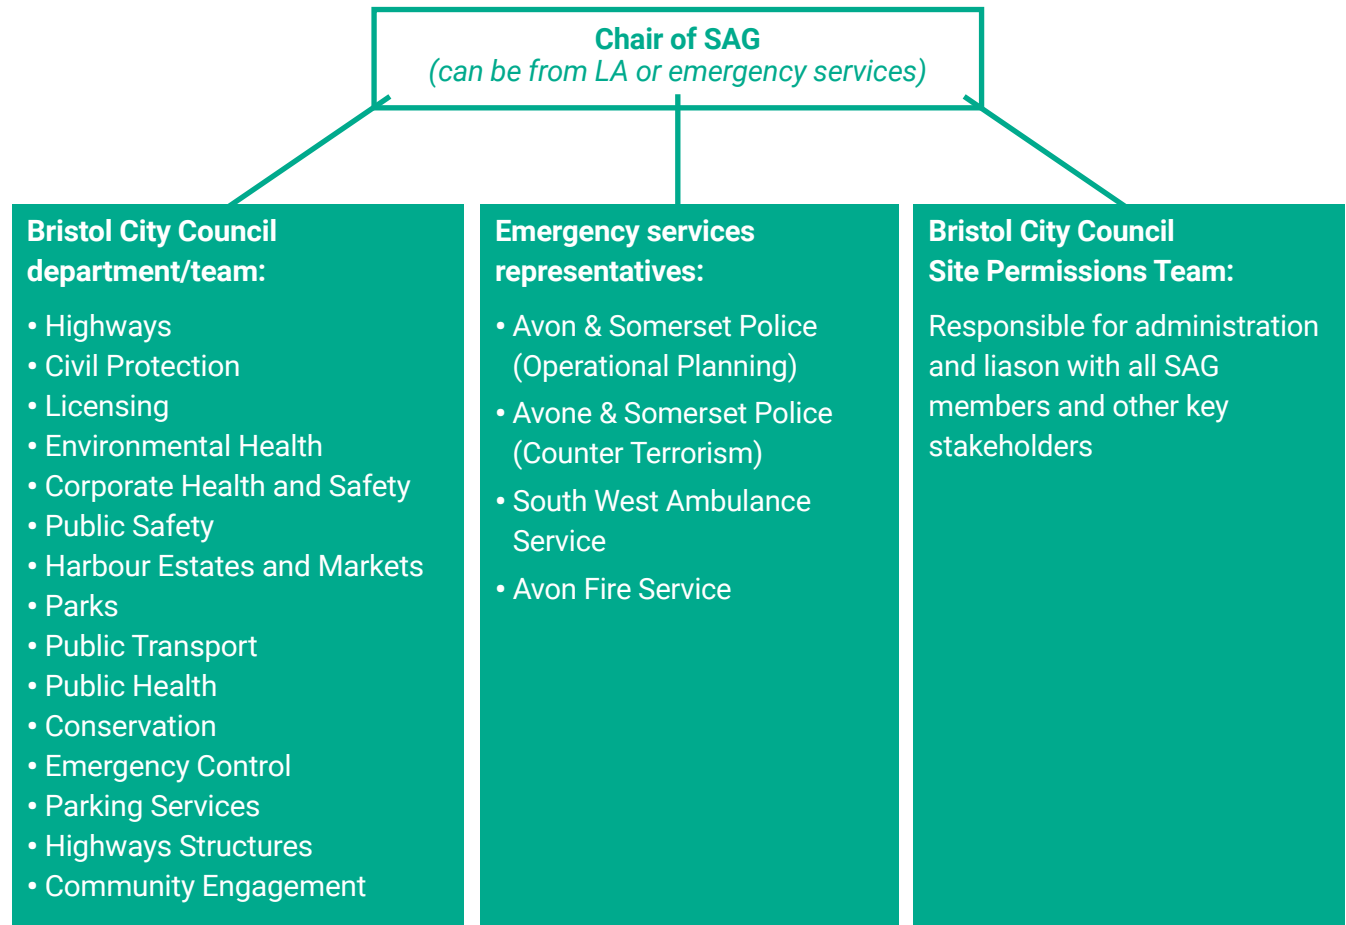 Chair of SAG
(can be from LA or emergency services)
Bristol City Council
department/team:
• Highways
• Civil Protection
• Licensing
• Environmental Health
• Corporate Health and Safety
• Public Safety
• Harbour Estates and Markets
• Parks
• Public Transport
• Public Health
• Conservation
• Emergency Control
• Parking Services
• Highways Structures
• Community Engagement
Emergency services
representatives:
• Avon & Somerset Police
(Operational Planning)
• Avone & Somerset Police
(Counter Terrorism)
• South West Ambulance
Service
• Avon Fire Service
Bristol City Council
Site Permissions Team:
Responsible for administration
and liason with all SAG
members and other key
stakeholders